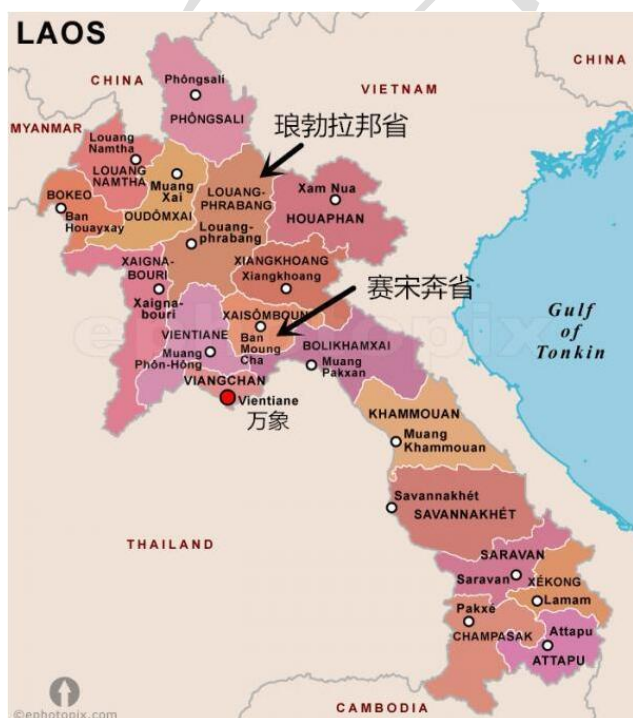 LAOS
CHINA
CHINA
Phôngsali
VIETNAM
PHÔNGSALI
MYANMAR
琅勃拉邦省
Louang
Namtha
LOUANG
NAMTHA
Muang
Xai
LOUANG-
PHRABANG
Xam Nua
HOUAPHAN
BOKEO
Ban
Houayxay
OUDÔMXAI
Louang-
phrabang
XAIGNA-
BOURI
XIANGKHOANG
Xiangkhoang
赛宋奔省
Xaigna-
bouri
XAISÔMBOUN
Gulf
of
Tonkin
VIENTIANE
Ban
Moung
Cha
BOLIKHAMXAI
Muang
Phôn-Hông
Muang
Pakxan
VIANGCHAN
Vientiane
万象
KHAMMOUAN
Muang
Khammouan
Savannakhét
SAVANNAKHÉT
THAILAND
SARAVAN
Saravan
XÉKONG
Lamam
Pakxé
CHAMPASAK
Attapu
ATTAPU
CAMBODIA
©ephotopix.com
ephotopix